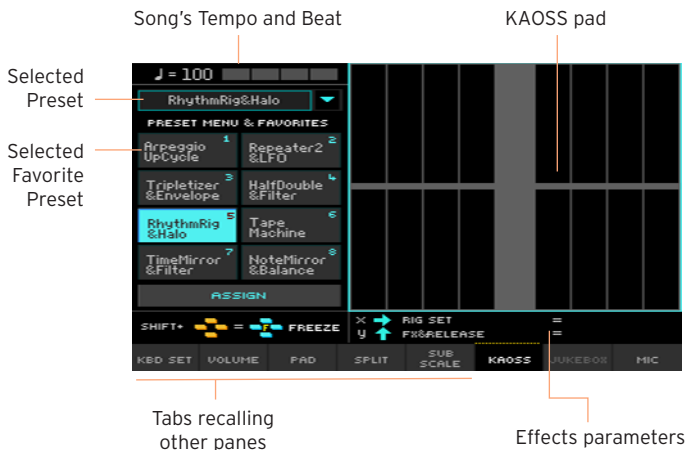 Song's Tempo and Beat
KAOSS pad
Selected
Preset
♩ = 100
RhythmRig&Halo
PRESET MENU & FAVORITES
Selected
Favorite
Preset
Arpeggio 1
UpCycle
Repeater2 2
&LFO
Tripletizer 3
&Envelope
HalfDouble 4
&Filter
RhythmRig 5
&Halo
Tape 6
Machine
TimeMirror 7
&Filter
NoteMirror 8
&Balance
ASSIGN
SHIFT+ = F FREEZE
X RIG SET =
y FX&RELEASE =
KBD SET VOLUME PAD SPLIT SUB SCALE KAOSS JUKEBOX MIC
Tabs recalling
other panes
Effects parameters